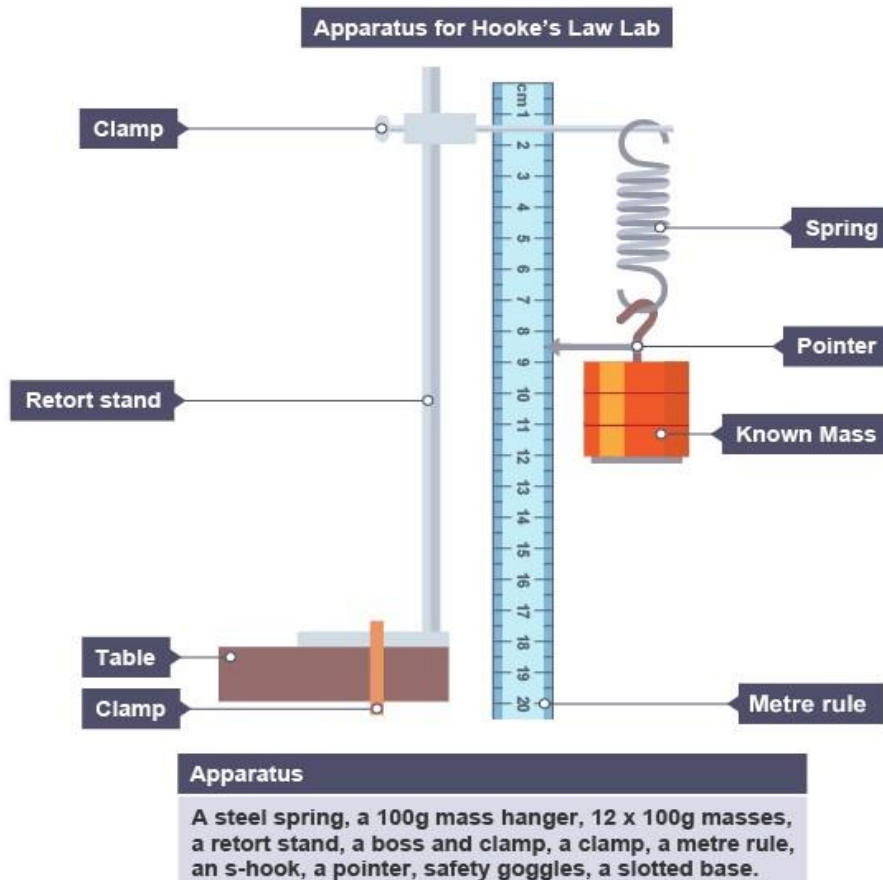 Apparatus for Hooke's Law Lab
Clamp
cm 1
2
3
4
5
6
7
8
9
10
11
12
13
14
15
16
17
18
19
20
Spring
Pointer
Retort stand
Known Mass
Table
Clamp
Metre rule
Apparatus
A steel spring, a 100g mass hanger, 12 x 100g masses,
a retort stand, a boss and clamp, a clamp, a metre rule,
an s-hook, a pointer, safety goggles, a slotted base.